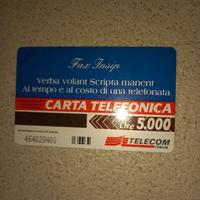 Fax Insip
Verba volant Scripta manent
Al tempo e al costo di una telefonata
CARTA TELEFONICA
Lire 5.000
TELECOM
ITALIA